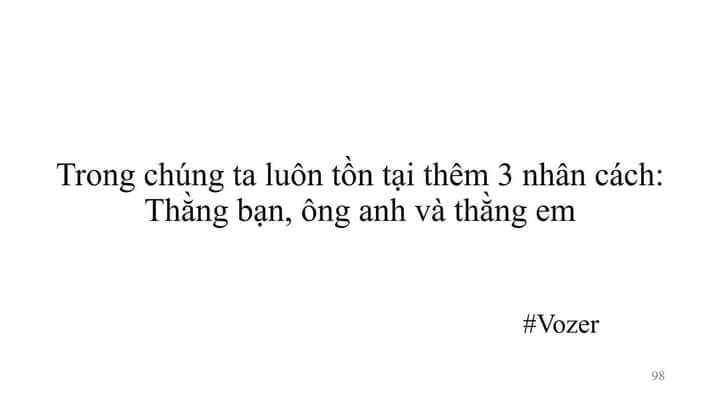 Trong chúng ta luôn tồn tại thêm 3 nhân cách:
Thằng bạn, ông anh và thằng em
#Vozer
98